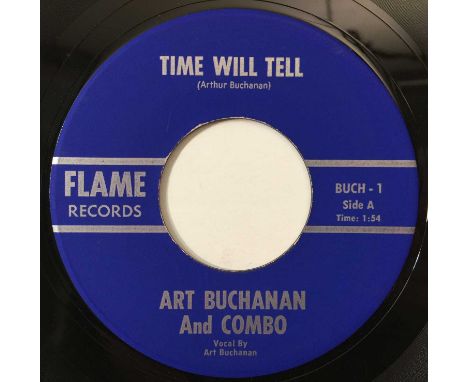 TIME WILL TELL
(Arthur Buchanan)
FLAME
RECORDS
BUCH - 1
Side A
Time: 1:54
ART BUCHANAN
And COMBO
Vocal By
Art Buchanan